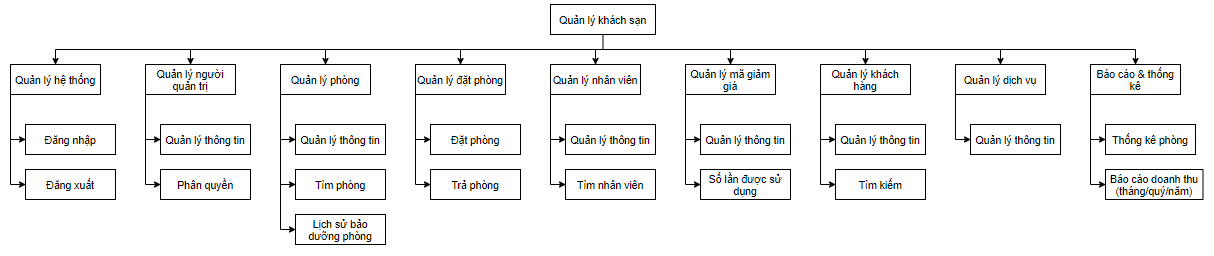 Quản lý khách sạn
Quản lý hệ thống
Quản lý người
quản trị
Quản lý phòng
Quản lý đặt phòng
Quản lý nhân viên
Quản lý mã giảm
giá
Quản lý khách
hàng
Quản lý dịch vụ
Báo cáo & thống
kê
Đăng nhập
Quản lý thông tin
Quản lý thông tin
Đặt phòng
Quản lý thông tin
Quản lý thông tin
Quản lý thông tin
Quản lý thông tin
Thống kê phòng
Đăng xuất
Phân quyền
Tìm phòng
Trả phòng
Tìm nhân viên
Số lần được sử
dụng
Tìm kiếm
Báo cáo doanh thu
(tháng/quý/năm)
Lịch sử bảo
dưỡng phòng